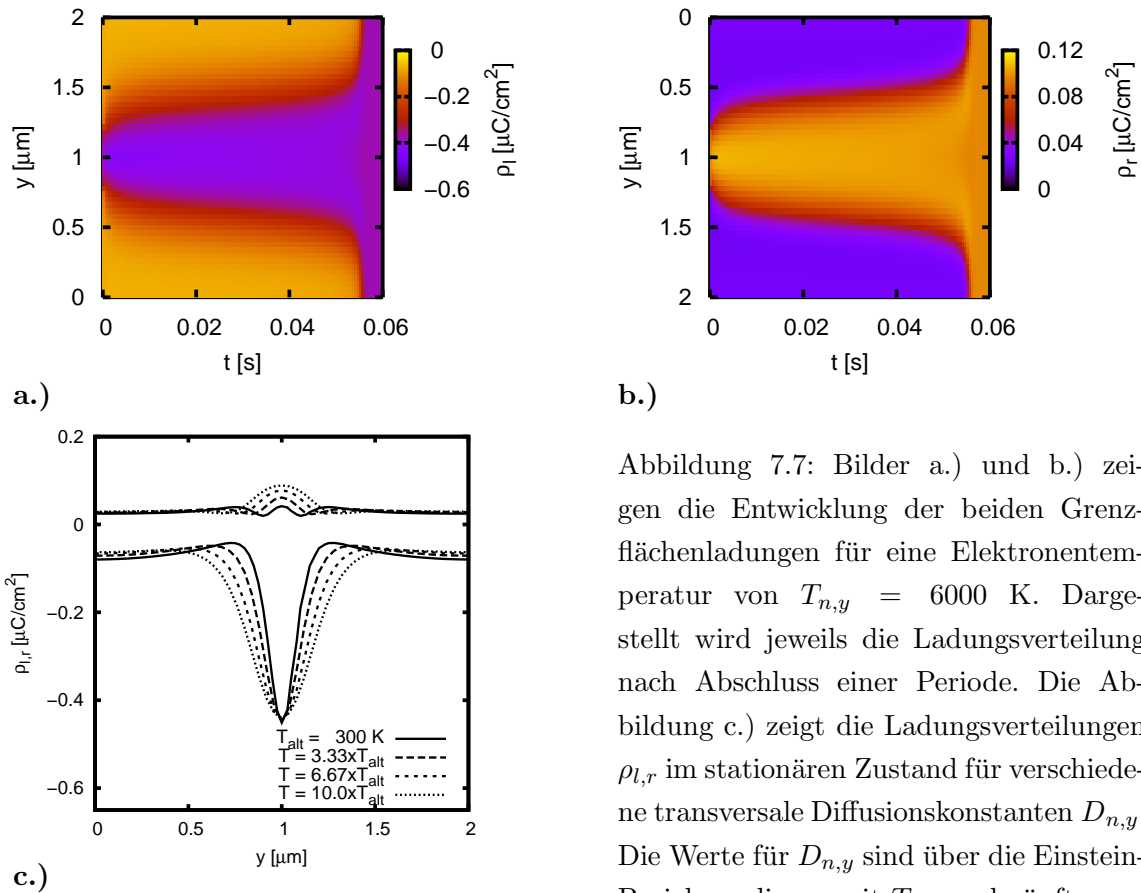 2
1.5
1
0.5
0
y [μm]
0
0.02
0.04
0.06
t [s]
0
−0.2
−0.4
−0.6
ρl [μC/cm2]
a.)
0
0.5
1
1.5
2
y [μm]
0
0.02
0.04
0.06
t [s]
0.12
0.08
0.04
0
ρr [μC/cm2]
b.)
0.2
0
−0.2
−0.4
−0.6
ρl,r [μC/cm2]
Talt = 300 K
T = 3.33xTalt
T = 6.67xTalt
T = 10.0xTalt
0
0.5
1
1.5
2
y [μm]
c.)
Abbildung 7.7: Bilder a.) und b.) zei-
gen die Entwicklung der beiden Grenz-
flächenladungen für eine Elektronentem-
peratur von Tn,y = 6000 K. Darge-
stellt wird jeweils die Ladungsverteilung
nach Abschluss einer Periode. Die Ab-
bildung c.) zeigt die Ladungsverteilungen
ρl,r im stationären Zustand für verschiede-
ne transversale Diffusionskonstanten Dn,y
Die Werte für Dn,y sind über die Einstein-